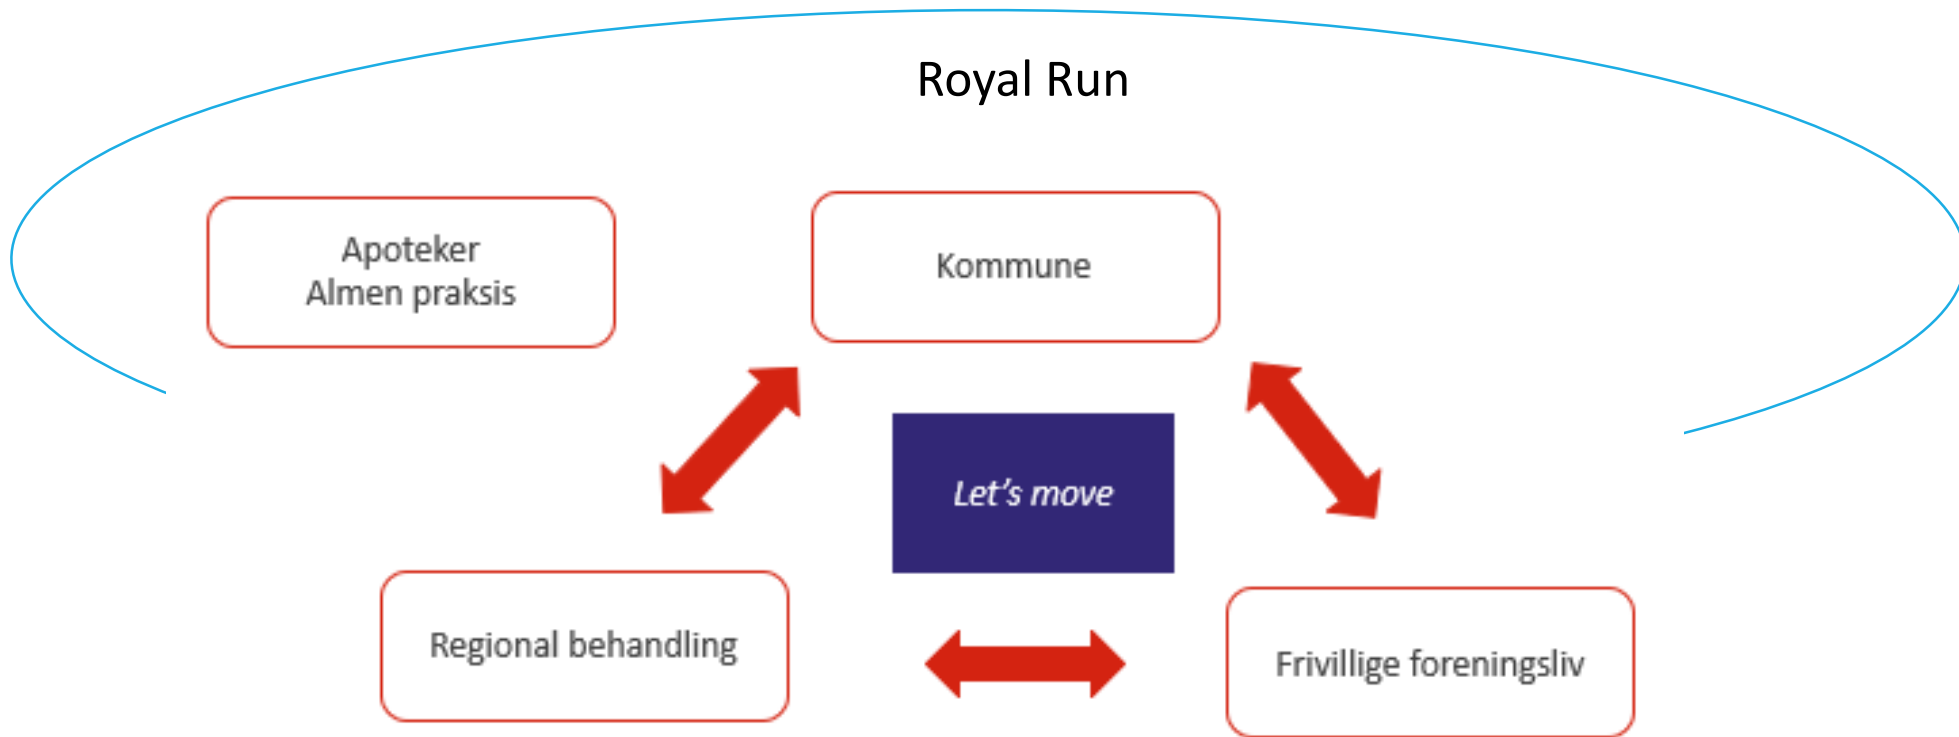 Royal Run
Apoteker
Almen praksis
Kommune
Let's move
Regional behandling
Frivillige foreningsliv